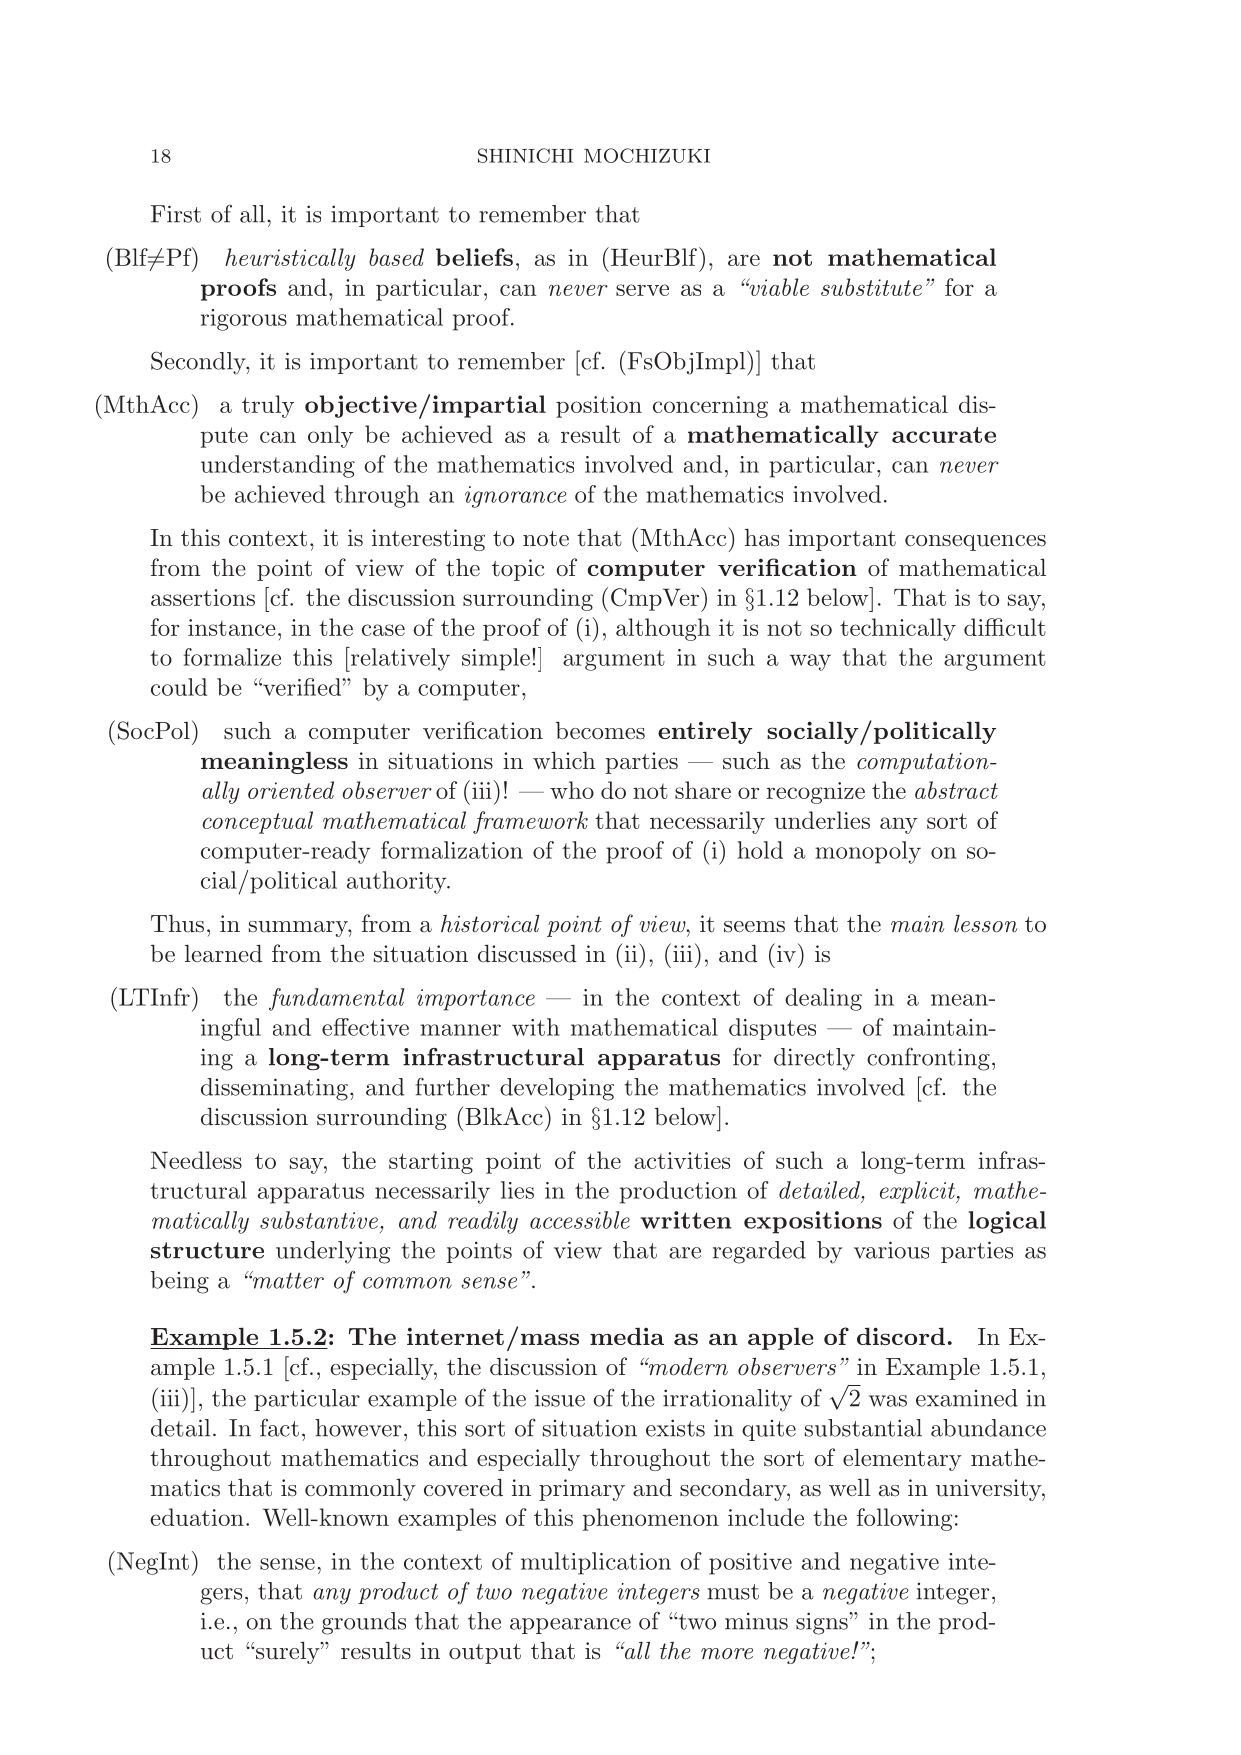 18 SHINICHI MOCHIZUKI
First of all, it is important to remember that
(Blf≠Pf) heuristically based beliefs, as in (HeurBlf), are not mathematical
proofs and, in particular, can never serve as a “viable substitute” for a
rigorous mathematical proof.
Secondly, it is important to remember [cf. (FsObjImpl)] that
(MthAcc) a truly objective/impartial position concerning a mathematical dis-
pute can only be achieved as a result of a mathematically accurate
understanding of the mathematics involved and, in particular, can never
be achieved through an ignorance of the mathematics involved.
In this context, it is interesting to note that (MthAcc) has important consequences
from the point of view of the topic of computer verification of mathematical
assertions [cf. the discussion surrounding (CmpVer) in §1.12 below]. That is to say,
for instance, in the case of the proof of (i), although it is not so technically difficult
to formalize this [relatively simple!] argument in such a way that the argument
could be “verified” by a computer,
(SocPol) such a computer verification becomes entirely socially/politically
meaningless in situations in which parties — such as the computation-
ally oriented observer of (iii)! — who do not share or recognize the abstract
conceptual mathematical framework that necessarily underlies any sort of
computer-ready formalization of the proof of (i) hold a monopoly on so-
cial/political authority.
Thus, in summary, from a historical point of view, it seems that the main lesson to
be learned from the situation discussed in (ii), (iii), and (iv) is
(LTInfr) the fundamental importance — in the context of dealing in a mean-
ingful and effective manner with mathematical disputes — of maintain-
ing a long-term infrastructural apparatus for directly confronting,
disseminating, and further developing the mathematics involved [cf. the
discussion surrounding (BlkAcc) in §1.12 below].
Needless to say, the starting point of the activities of such a long-term infras-
tructural apparatus necessarily lies in the production of detailed, explicit, mathe-
matically substantive, and readily accessible written expositions of the logical
structure underlying the points of view that are regarded by various parties as
being a “matter of common sense”.
Example 1.5.2: The internet/mass media as an apple of discord. In Ex-
ample 1.5.1 [cf., especially, the discussion of “modern observers” in Example 1.5.1,
(iii)], the particular example of the issue of the irrationality of √2 was examined in
detail. In fact, however, this sort of situation exists in quite substantial abundance
throughout mathematics and especially throughout the sort of elementary mathe-
matics that is commonly covered in primary and secondary, as well as in university,
eduation. Well-known examples of this phenomenon include the following:
(NegInt) the sense, in the context of multiplication of positive and negative inte-
gers, that any product of two negative integers must be a negative integer,
i.e., on the grounds that the appearance of “two minus signs” in the prod-
uct “surely” results in output that is “all the more negative!”;